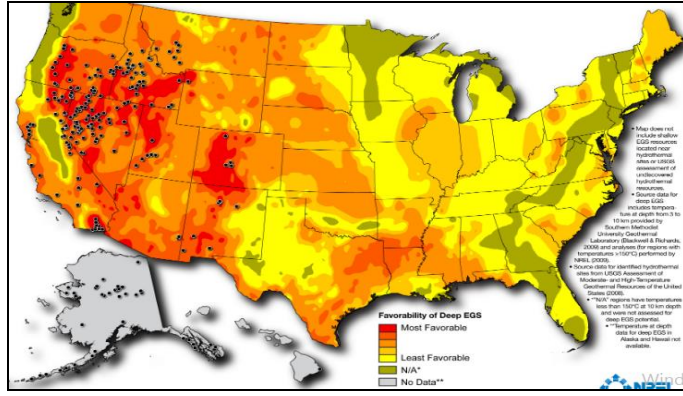 • Map does not
include shallow
EGS resources
located near
hydrothermal
sites or USGS
assessment of
undiscovered
hydrothermal
resources.
• Source data for
deep EGS
includes tempera-
ture at depth from 3 to
10 km provided by
Southern Methodist
University Geothermal
Laboratory (Blackwell & Richards,
2009) and analyses (for regions with
temperatures >150°C) performed by
NREL (2009).
• Source data for identified hydrothermal
sites from USGS Assessment of
Moderate- and High-Temperature
Geothermal Resources of the United
States (2008).
• *"N/A" regions have temperatures
less than 150°C at 10 km depth
and were not assessed for
deep EGS potential.
• **Temperature at depth
data for deep EGS in
Alaska and Hawaii not
available.
Favorability of Deep EGS
Most Favorable
Least Favorable
N/A*
No Data**
NREL
Wind